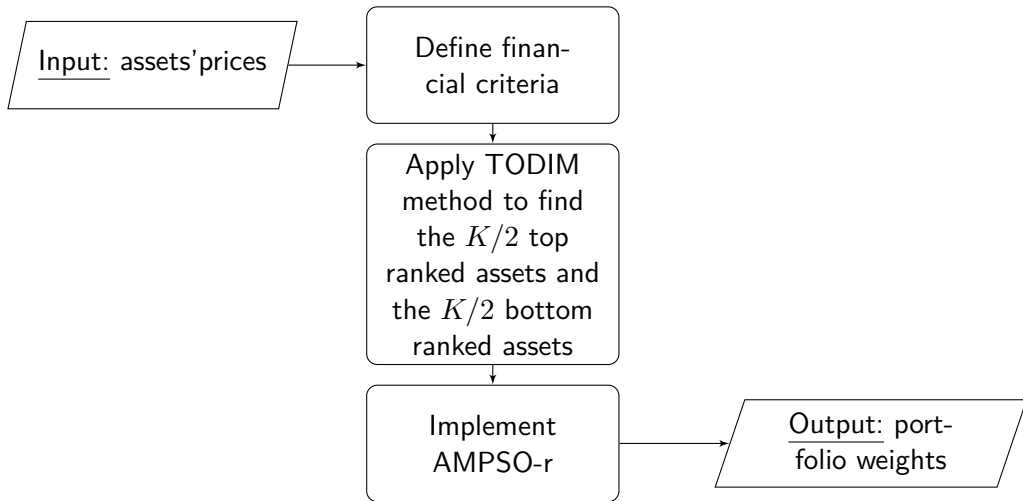 Input: assets'prices
Define finan-
cial criteria
Apply TODIM
method to find
the K/2 top
ranked assets and
the K/2 bottom
ranked assets
Implement
AMPSO-r
Output: port-
folio weights